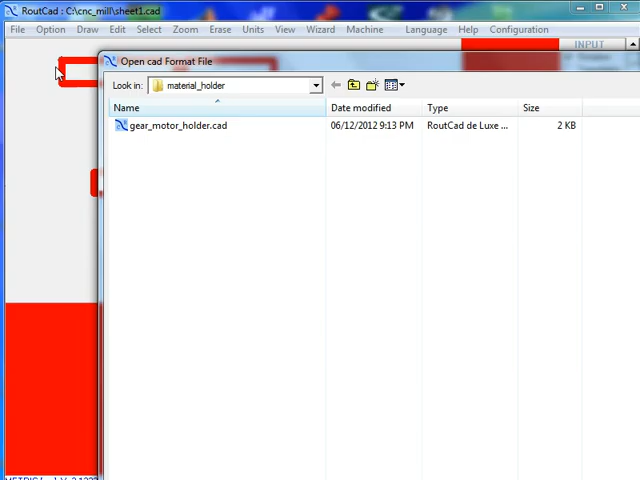 RoutCad : C:\cnc_mill\sheet1.cad
File Option Draw Edit Select Zoom Erase Units View Wizard Machine Language Help Configuration
INPUT
Open cad Format File
Look in: material_holder
Name Date modified Type Size
gear_motor_holder.cad 06/12/2012 9:13 PM RoutCad de Luxe ... 2 KB